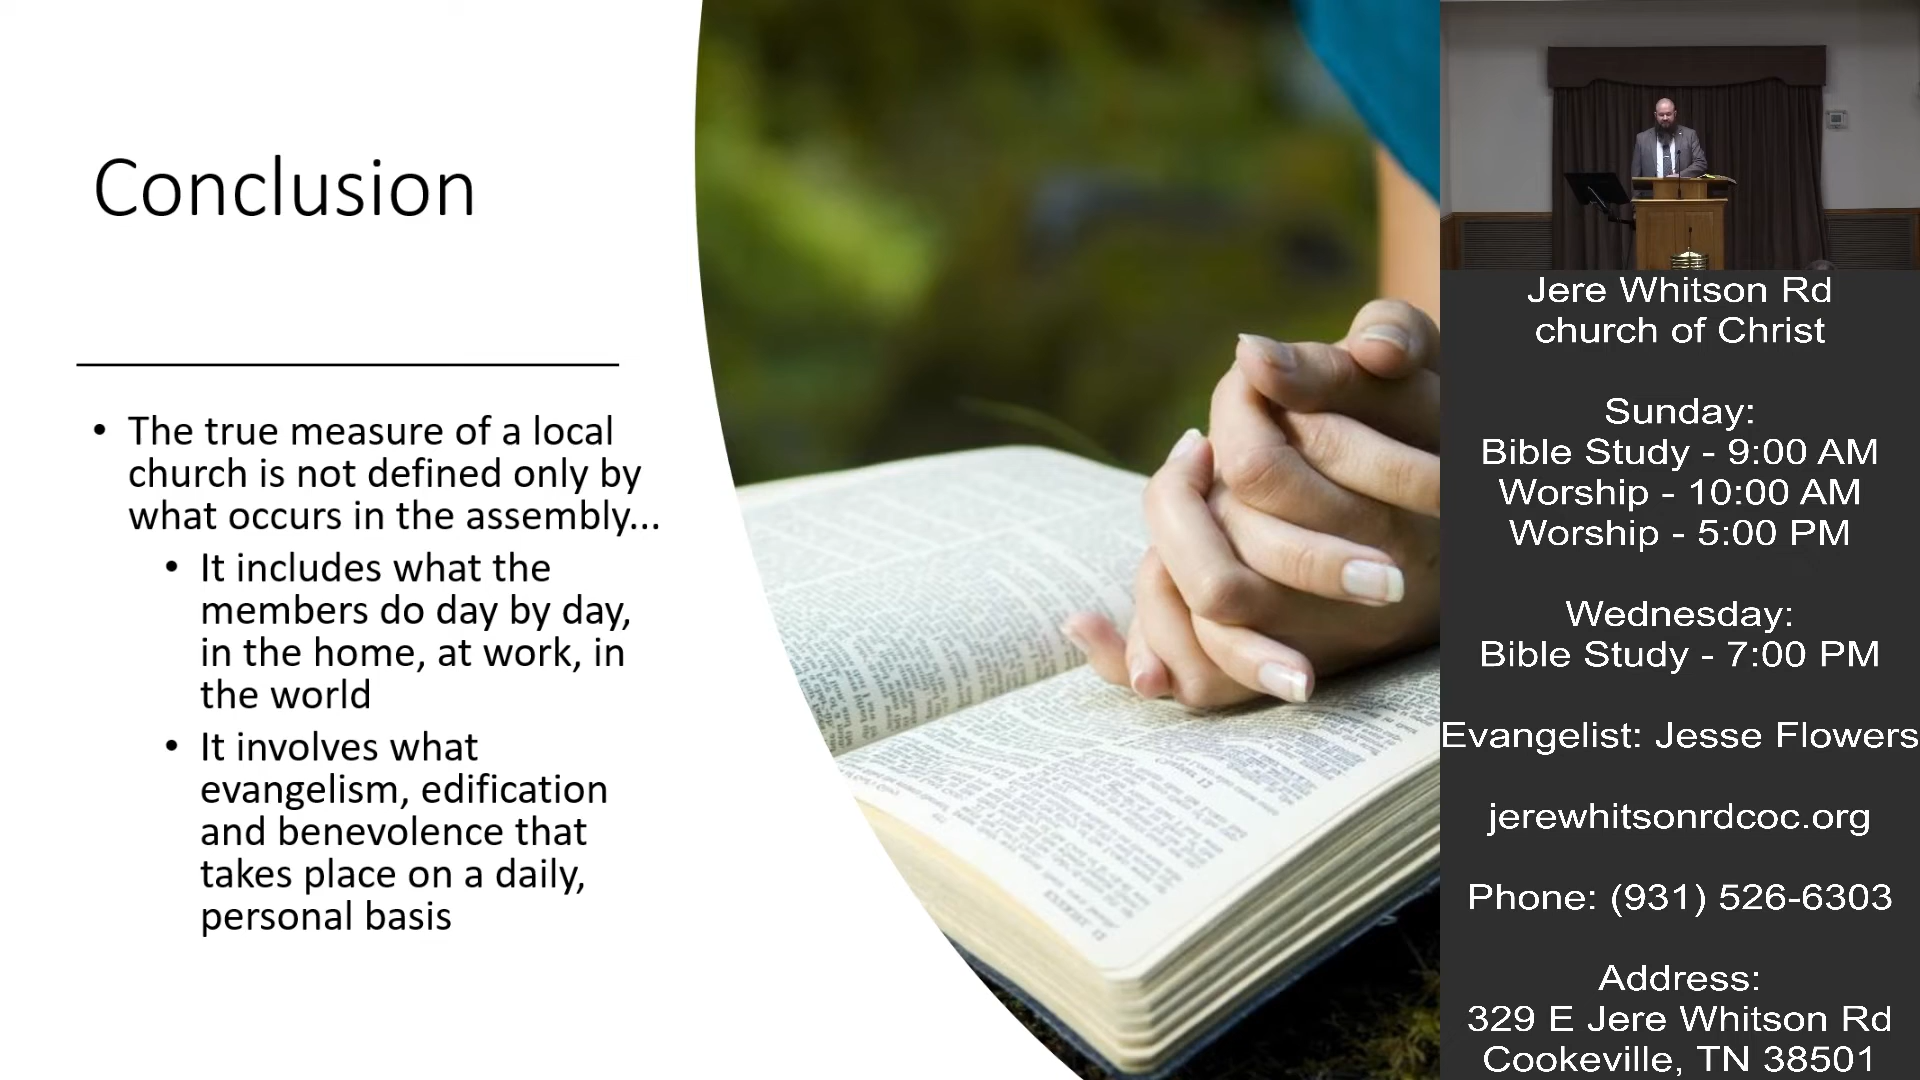 Conclusion
• The true measure of a local
church is not defined only by
what occurs in the assembly...
• It includes what the
members do day by day,
in the home, at work, in
the world
• It involves what
evangelism, edification
and benevolence that
takes place on a daily,
personal basis
Jere Whitson Rd
church of Christ
Sunday:
Bible Study - 9:00 AM
Worship - 10:00 AM
Worship - 5:00 PM
Wednesday:
Bible Study - 7:00 PM
Evangelist: Jesse Flowers
jerewhitsonrdcoc.org
Phone: (931) 526-6303
Address:
329 E Jere Whitson Rd
Cookeville, TN 38501